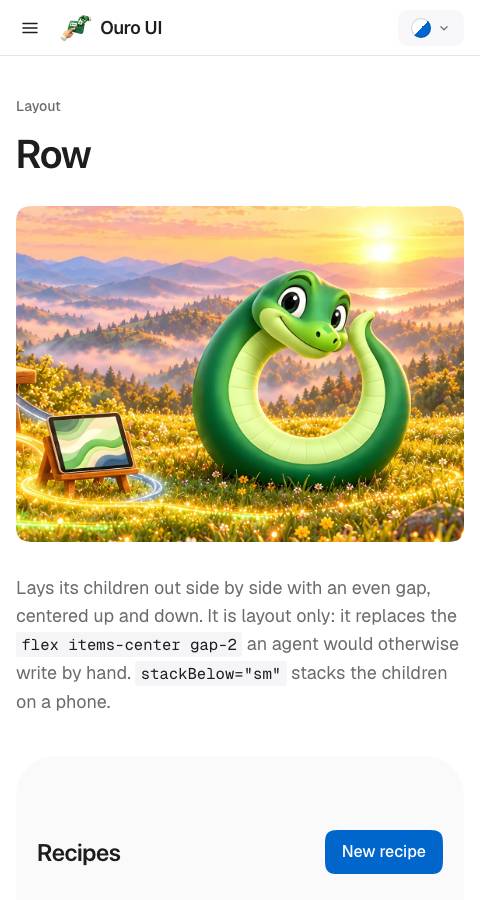 Ouro UI
Layout
Row
Lays its children out side by side with an even gap,
centered up and down. It is layout only: it replaces the
flex items-center gap-2 an agent would otherwise
write by hand. stackBelow="sm" stacks the children
on a phone.
Recipes
New recipe